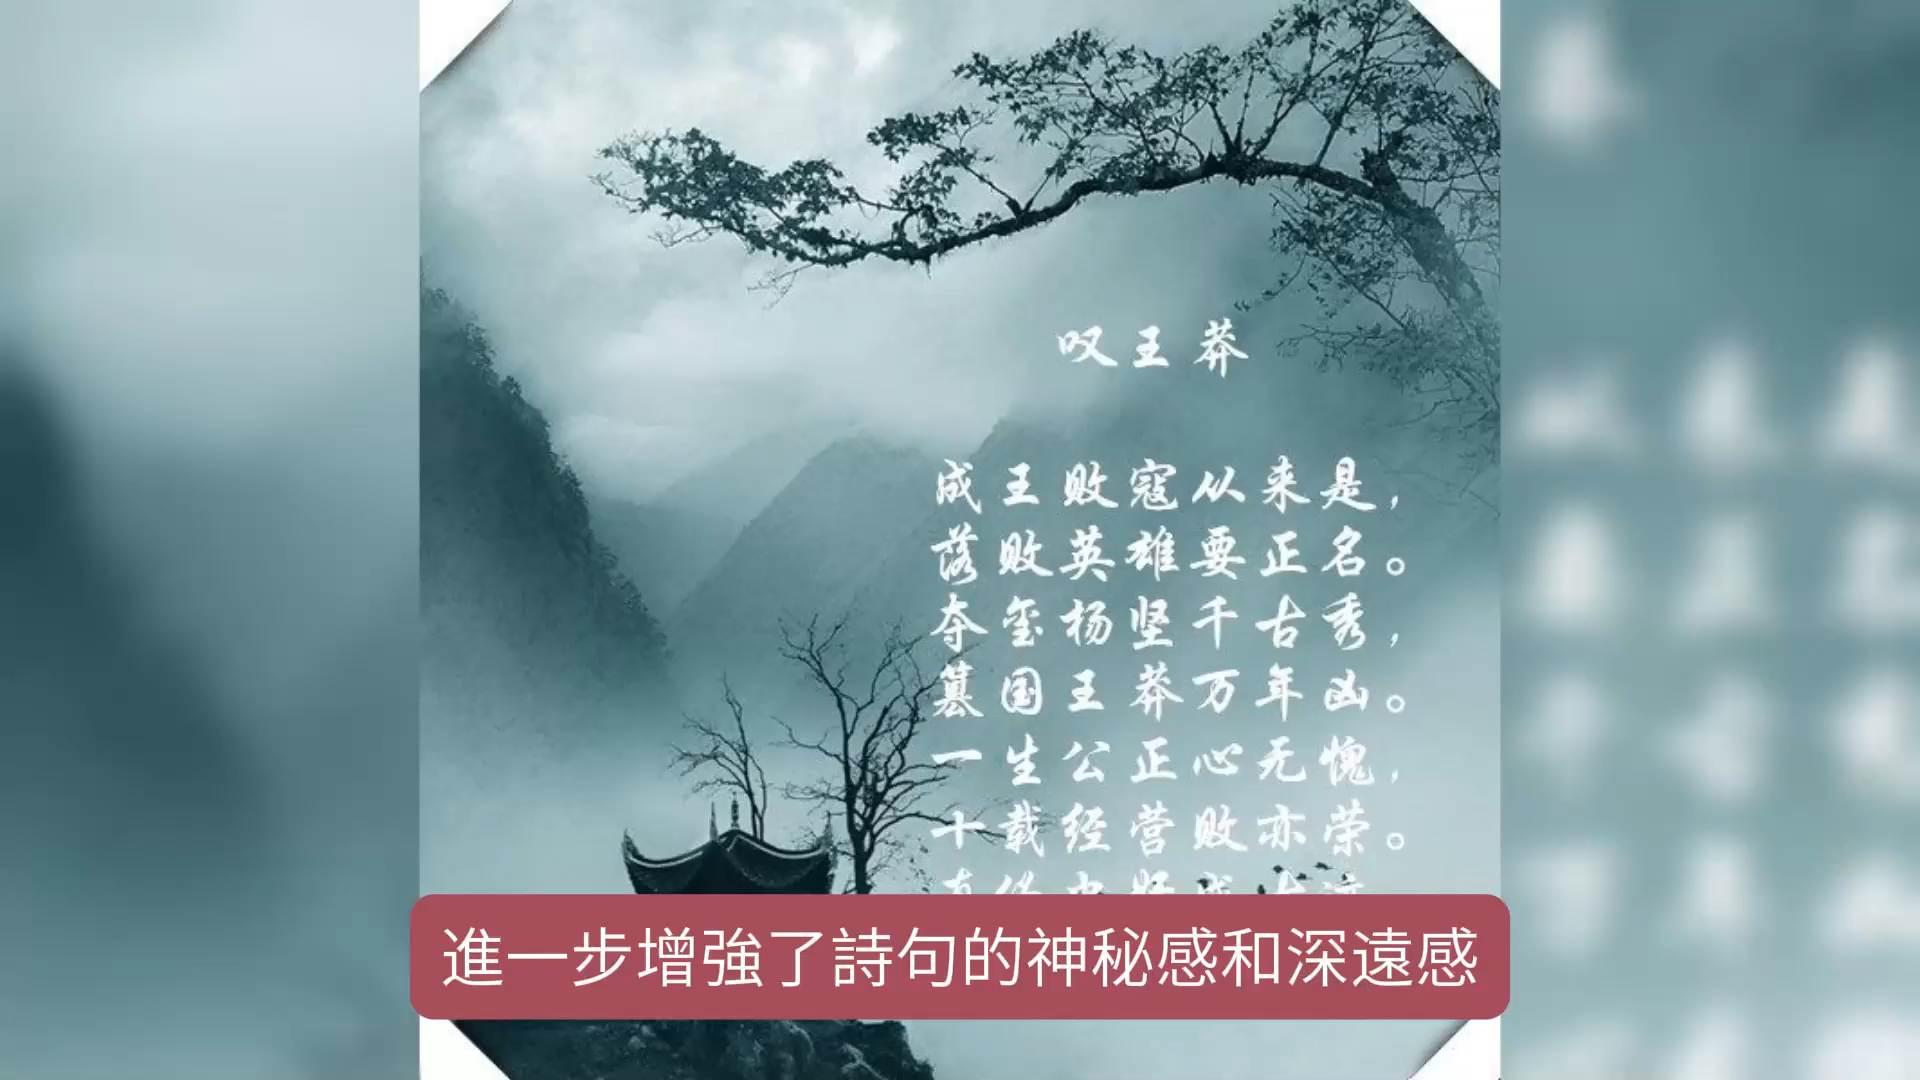 叹王莽
成王败寇从来是，
落败英雄要正名。
夺玺杨坚千古秀，
篡国王莽万年凶。
一生公正心无愧，
十载经营败亦荣。
進一步增強了詩句的神秘感和深遠感